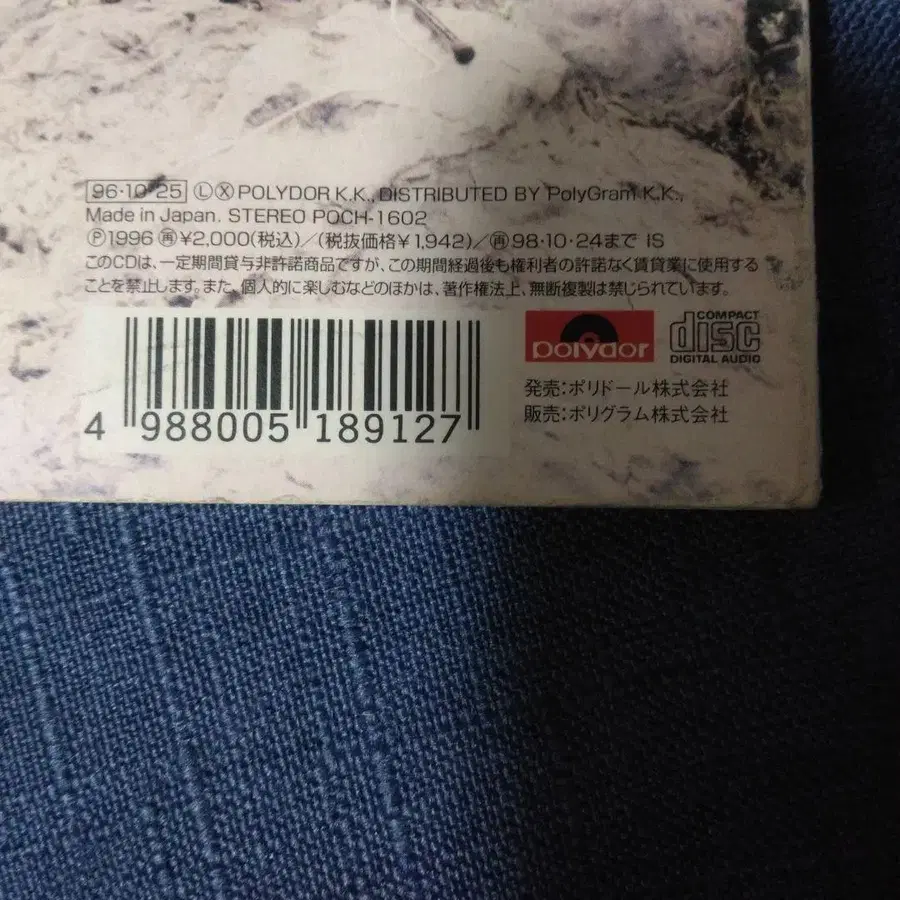 96·10·25 Ⓛ Ⓧ POLYDOR K.K., DISTRIBUTED BY PolyGram K.K.,
Made in Japan. STEREO POCH-1602
Ⓟ1996 ㊢¥2,000(税込)/(税抜価格¥1,942)/㊢98·10·24まで IS
このCDは、一定期間貸与非許諾商品ですが、この期間経過後も権利者の許諾なく賃貸業に使用する
ことを禁止します。また、個人的に楽しむなどのほかは、著作権法上、無断複製は禁じられています。
4 988005 189127
polydor
COMPACT
disc
DIGITAL AUDIO
発売:ポリドール株式会社
販売:ポリグラム株式会社